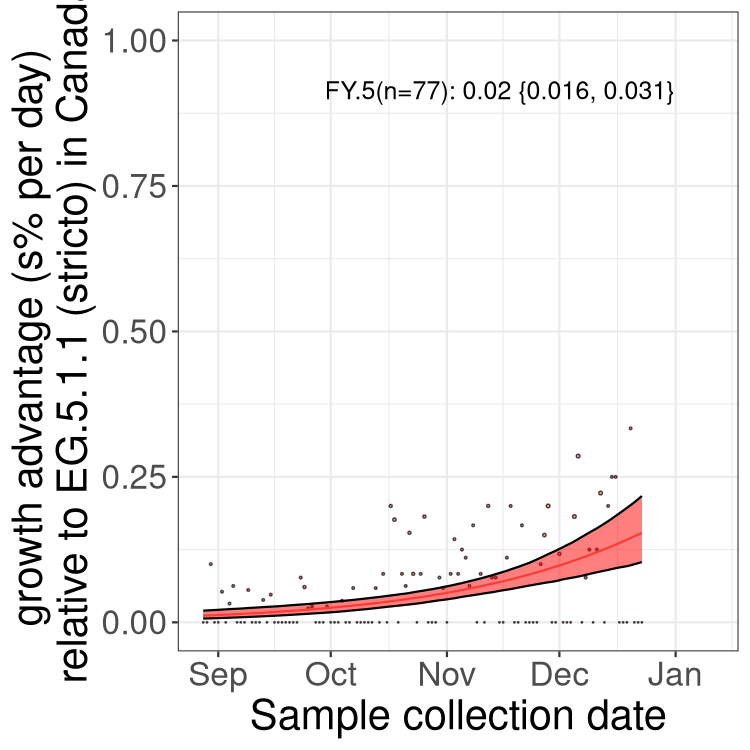 growth advantage (s% per day)
relative to EG.5.1.1 (stricto) in Canada
1.00
0.75
0.50
0.25
0.00
FY.5(n=77): 0.02 {0.016, 0.031}
Sep Oct Nov Dec Jan
Sample collection date